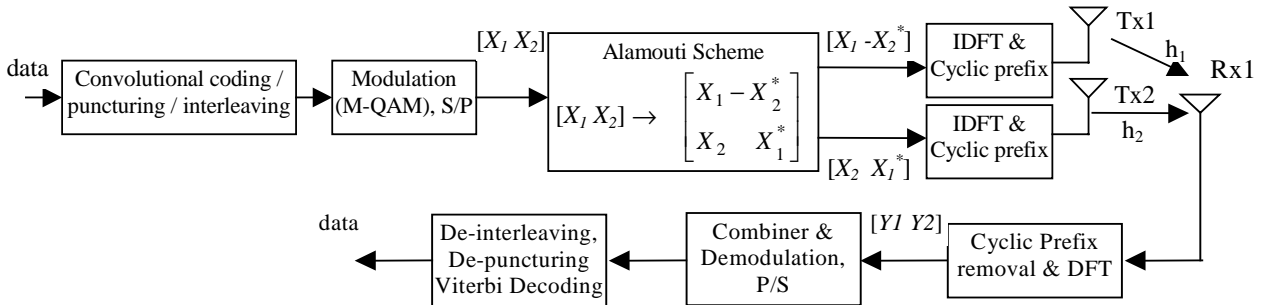 data
Convolutional coding /
puncturing / interleaving
Modulation
(M-QAM), S/P
[X1 X2]
Alamouti Scheme
[X1 X2] → [X1 − X2*
X2 X1*]
[X1 -X2*]
[X2 X1*]
IDFT &
Cyclic prefix
IDFT &
Cyclic prefix
Tx1
h1
Tx2
h2
Rx1
data
De-interleaving,
De-puncturing
Viterbi Decoding
Combiner &
Demodulation,
P/S
[Y1 Y2]
Cyclic Prefix
removal & DFT